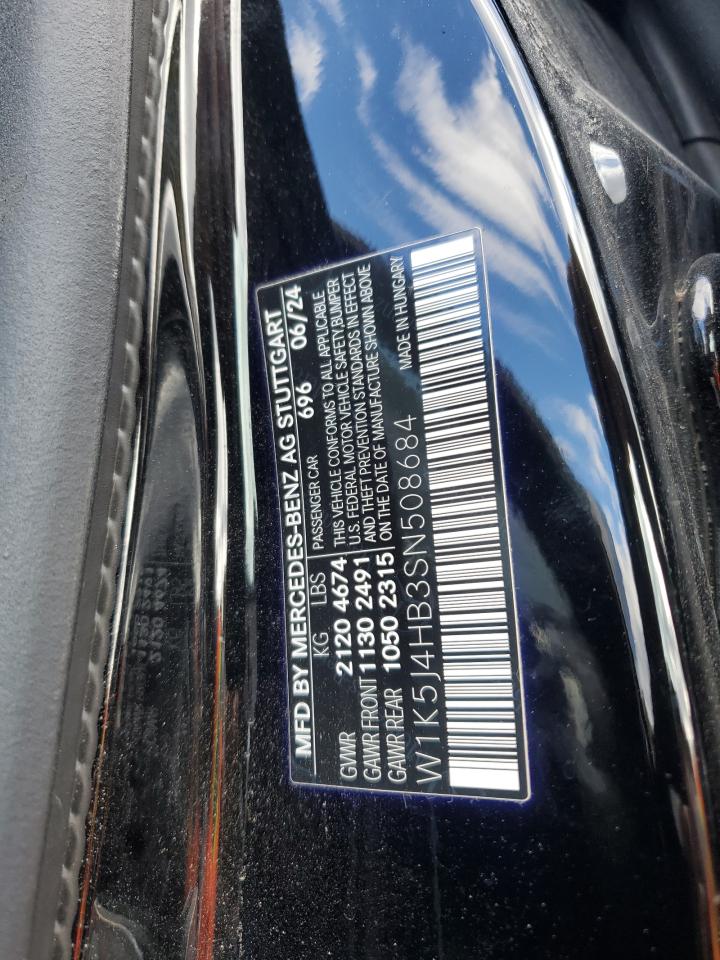 MFD BY MERCEDES-BENZ AG STUTTGART
696 06/24
KG LBS
GVWR 2120 4674
GAWR FRONT 1130 2491
GAWR REAR 1050 2315
PASSENGER CAR
THIS VEHICLE CONFORMS TO ALL APPLICABLE
U.S. FEDERAL MOTOR VEHICLE SAFETY,BUMPER
AND THEFT PREVENTION STANDARDS IN EFFECT
ON THE DATE OF MANUFACTURE SHOWN ABOVE
MADE IN HUNGARY
W1K5J4HB3SN508684